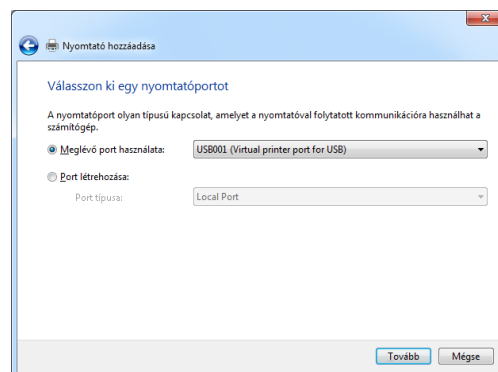 Nyomtató hozzáadása
Válasszon ki egy nyomtatóportot
A nyomtatóport olyan típusú kapcsolat, amelyet a nyomtatóval folytatott kommunikációra használhat a
számítógép.
Meglévő port használata: USB001 (Virtual printer port for USB)
Port létrehozása:
Port típusa: Local Port
Tovább Mégse